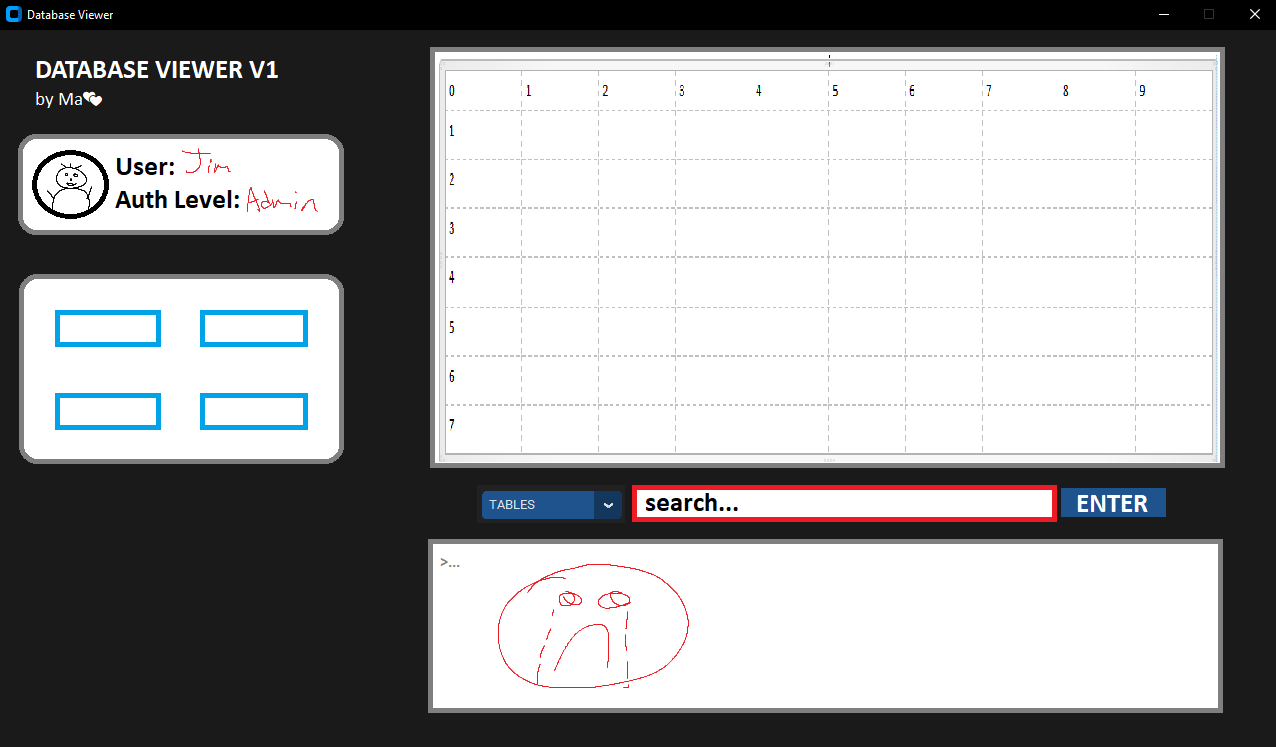 Database Viewer
DATABASE VIEWER V1
by Ma
User: Jim
Auth Level: Admin
0 1 2 3 4 5 6 7 8 9
1
2
3
4
5
6
7
TABLES
search...
ENTER
>...